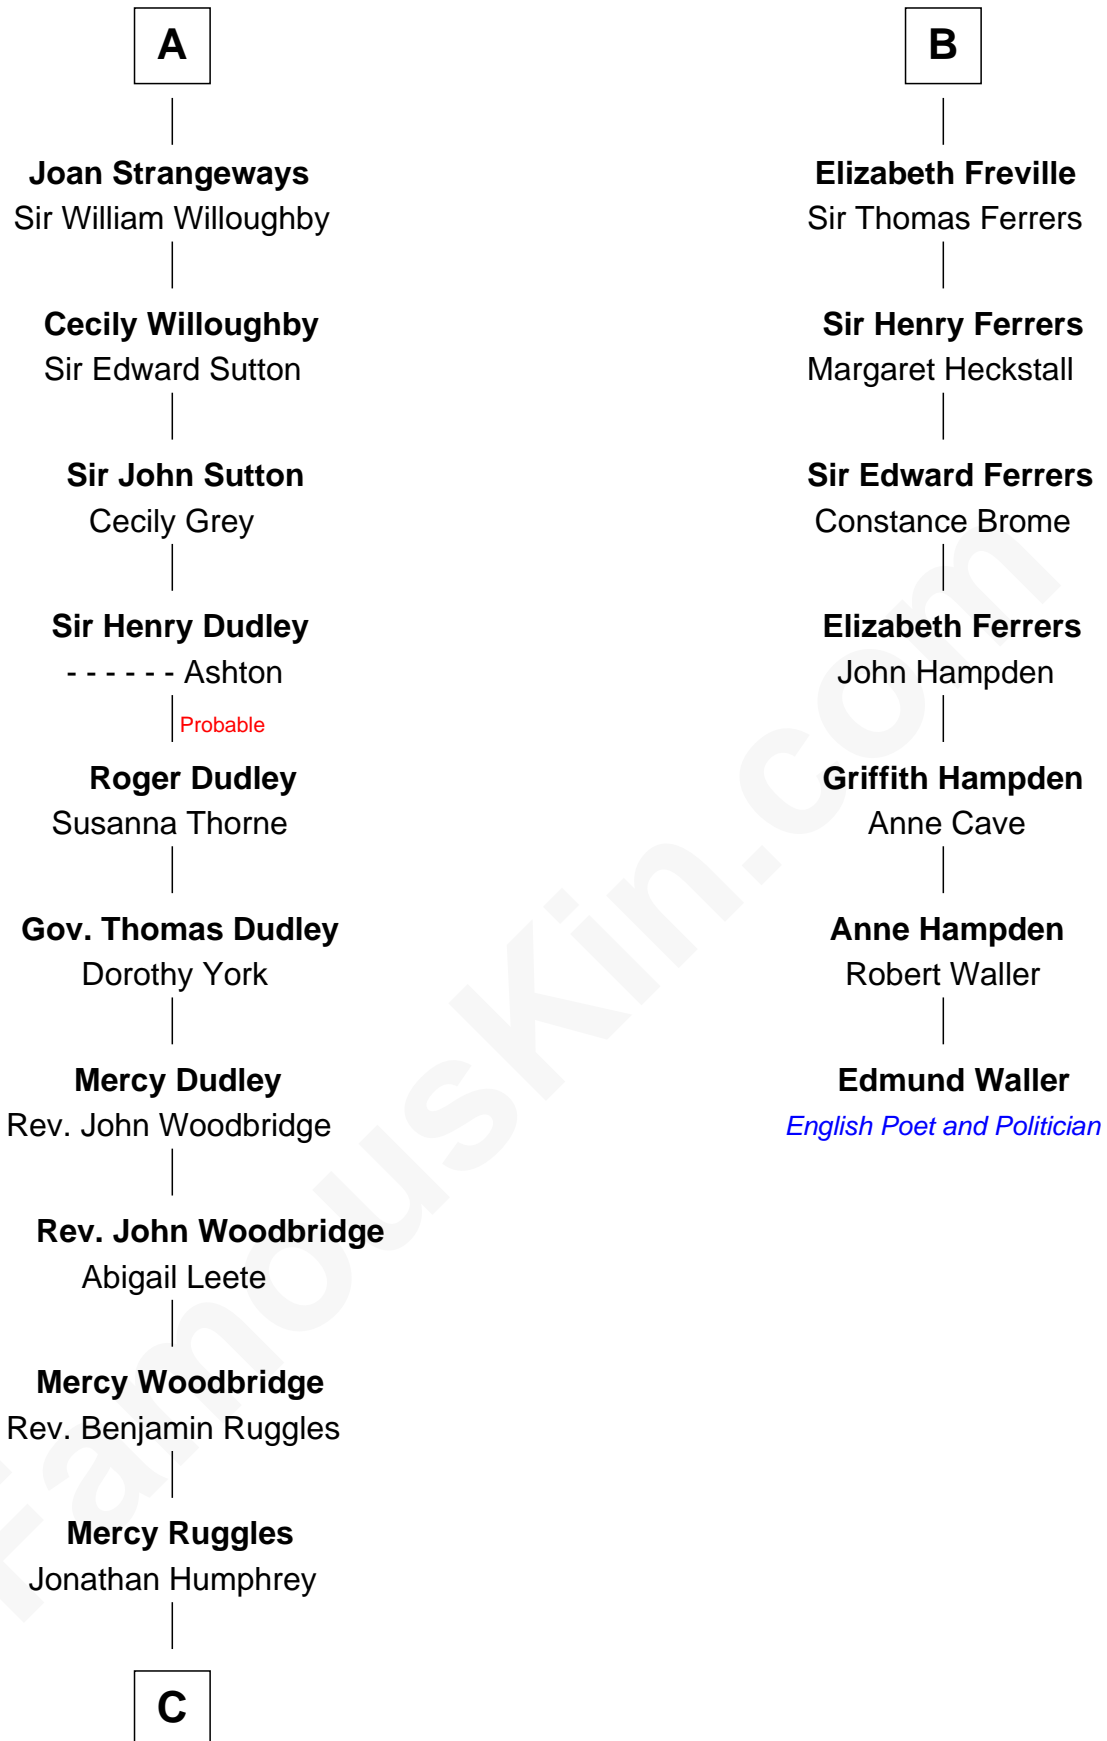 A
Joan Strangeways
Sir William Willoughby
Cecily Willoughby
Sir Edward Sutton
Sir John Sutton
Cecily Grey
Sir Henry Dudley
- - - - - - Ashton
Probable
Roger Dudley
Susanna Thorne
Gov. Thomas Dudley
Dorothy York
Mercy Dudley
Rev. John Woodbridge
Rev. John Woodbridge
Abigail Leete
Mercy Woodbridge
Rev. Benjamin Ruggles
Mercy Ruggles
Jonathan Humphrey
C
B
Elizabeth Freville
Sir Thomas Ferrers
Sir Henry Ferrers
Margaret Heckstall
Sir Edward Ferrers
Constance Brome
Elizabeth Ferrers
John Hampden
Griffith Hampden
Anne Cave
Anne Hampden
Robert Waller
Edmund Waller
English Poet and Politician
FamousKin.com